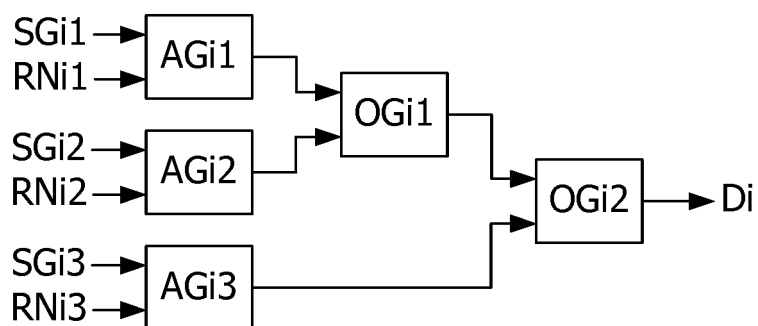 SGi1
RNi1
AGi1
OGi1
SGi2
RNi2
AGi2
OGi2
Di
SGi3
RNi3
AGi3